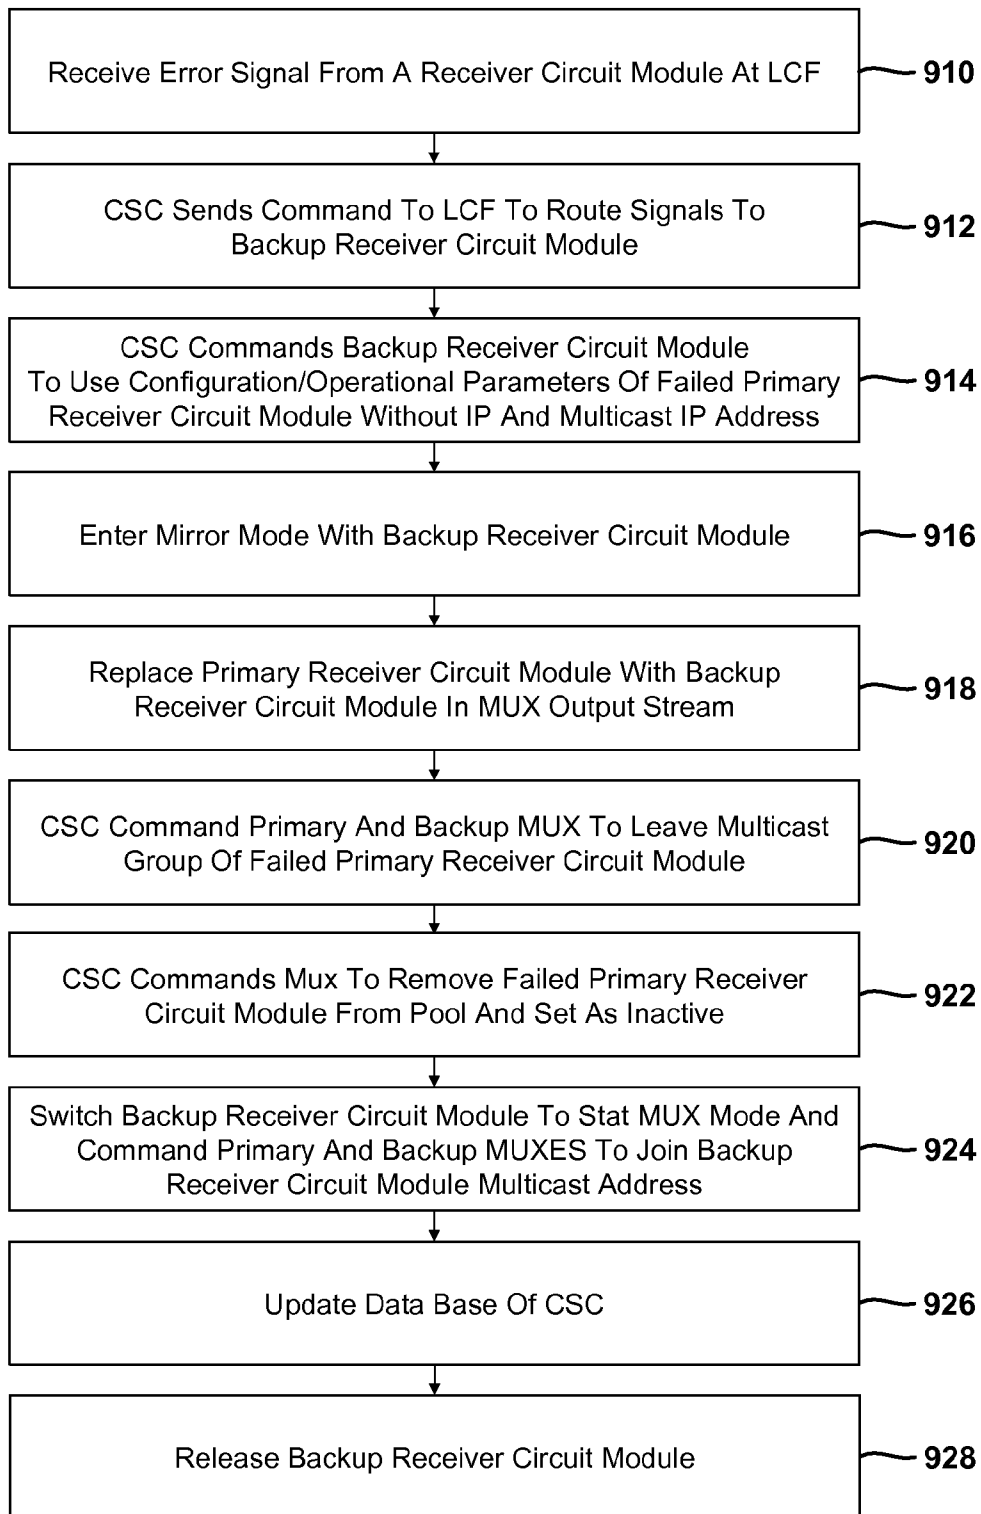 Receive Error Signal From A Receiver Circuit Module At LCF
910
CSC Sends Command To LCF To Route Signals To
Backup Receiver Circuit Module
912
CSC Commands Backup Receiver Circuit Module
To Use Configuration/Operational Parameters Of Failed Primary
Receiver Circuit Module Without IP And Multicast IP Address
914
Enter Mirror Mode With Backup Receiver Circuit Module
916
Replace Primary Receiver Circuit Module With Backup
Receiver Circuit Module In MUX Output Stream
918
CSC Command Primary And Backup MUX To Leave Multicast
Group Of Failed Primary Receiver Circuit Module
920
CSC Commands Mux To Remove Failed Primary Receiver
Circuit Module From Pool And Set As Inactive
922
Switch Backup Receiver Circuit Module To Stat MUX Mode And
Command Primary And Backup MUXES To Join Backup
Receiver Circuit Module Multicast Address
924
Update Data Base Of CSC
926
Release Backup Receiver Circuit Module
928